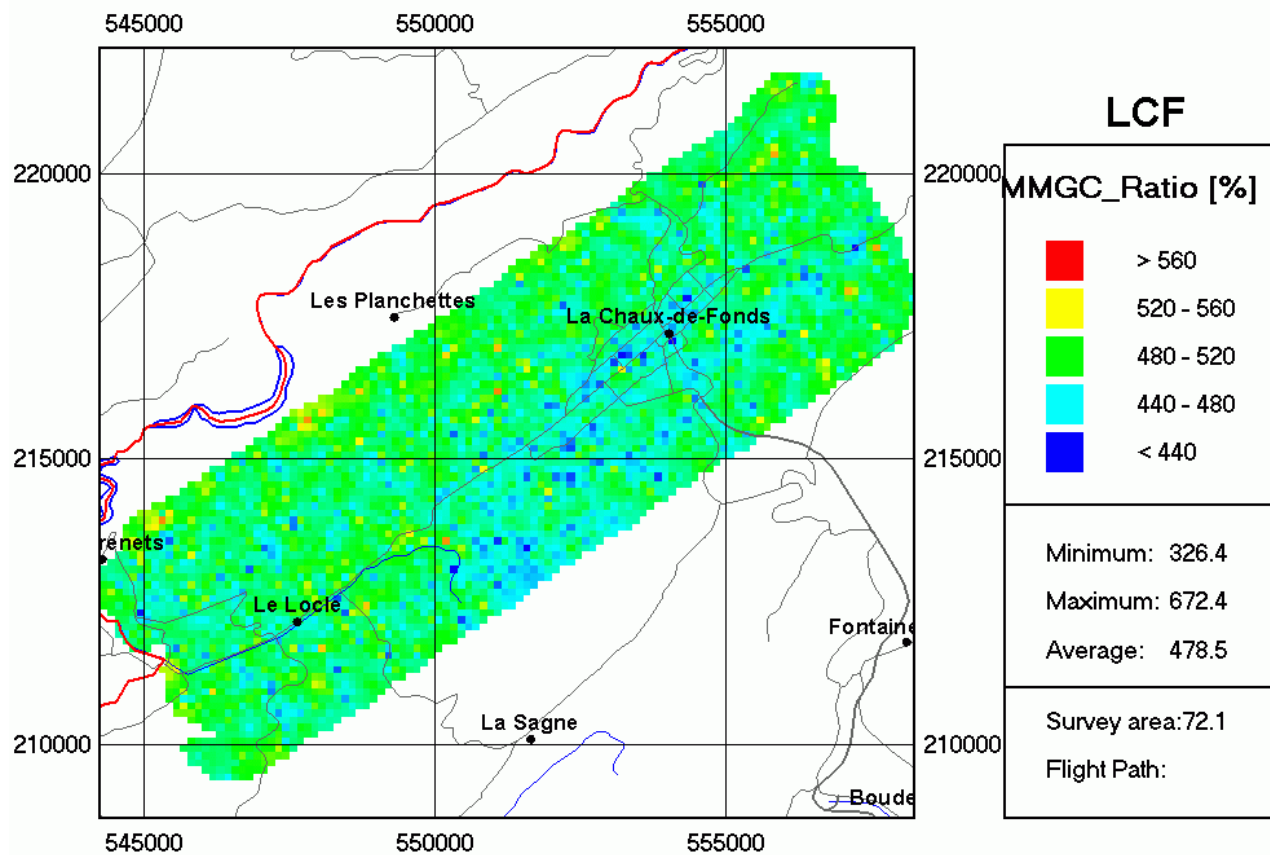 545000 550000 555000
LCF
220000 220000
MMGC_Ratio [%]
> 560
520 - 560
480 - 520
440 - 480
< 440
Les Planchettes
La Chaux-de-Fonds
215000 215000
renets
Le Locle
Fontaine
La Sagne
210000 210000
Boude
Minimum: 326.4
Maximum: 672.4
Average: 478.5
Survey area:72.1
Flight Path:
545000 550000 555000